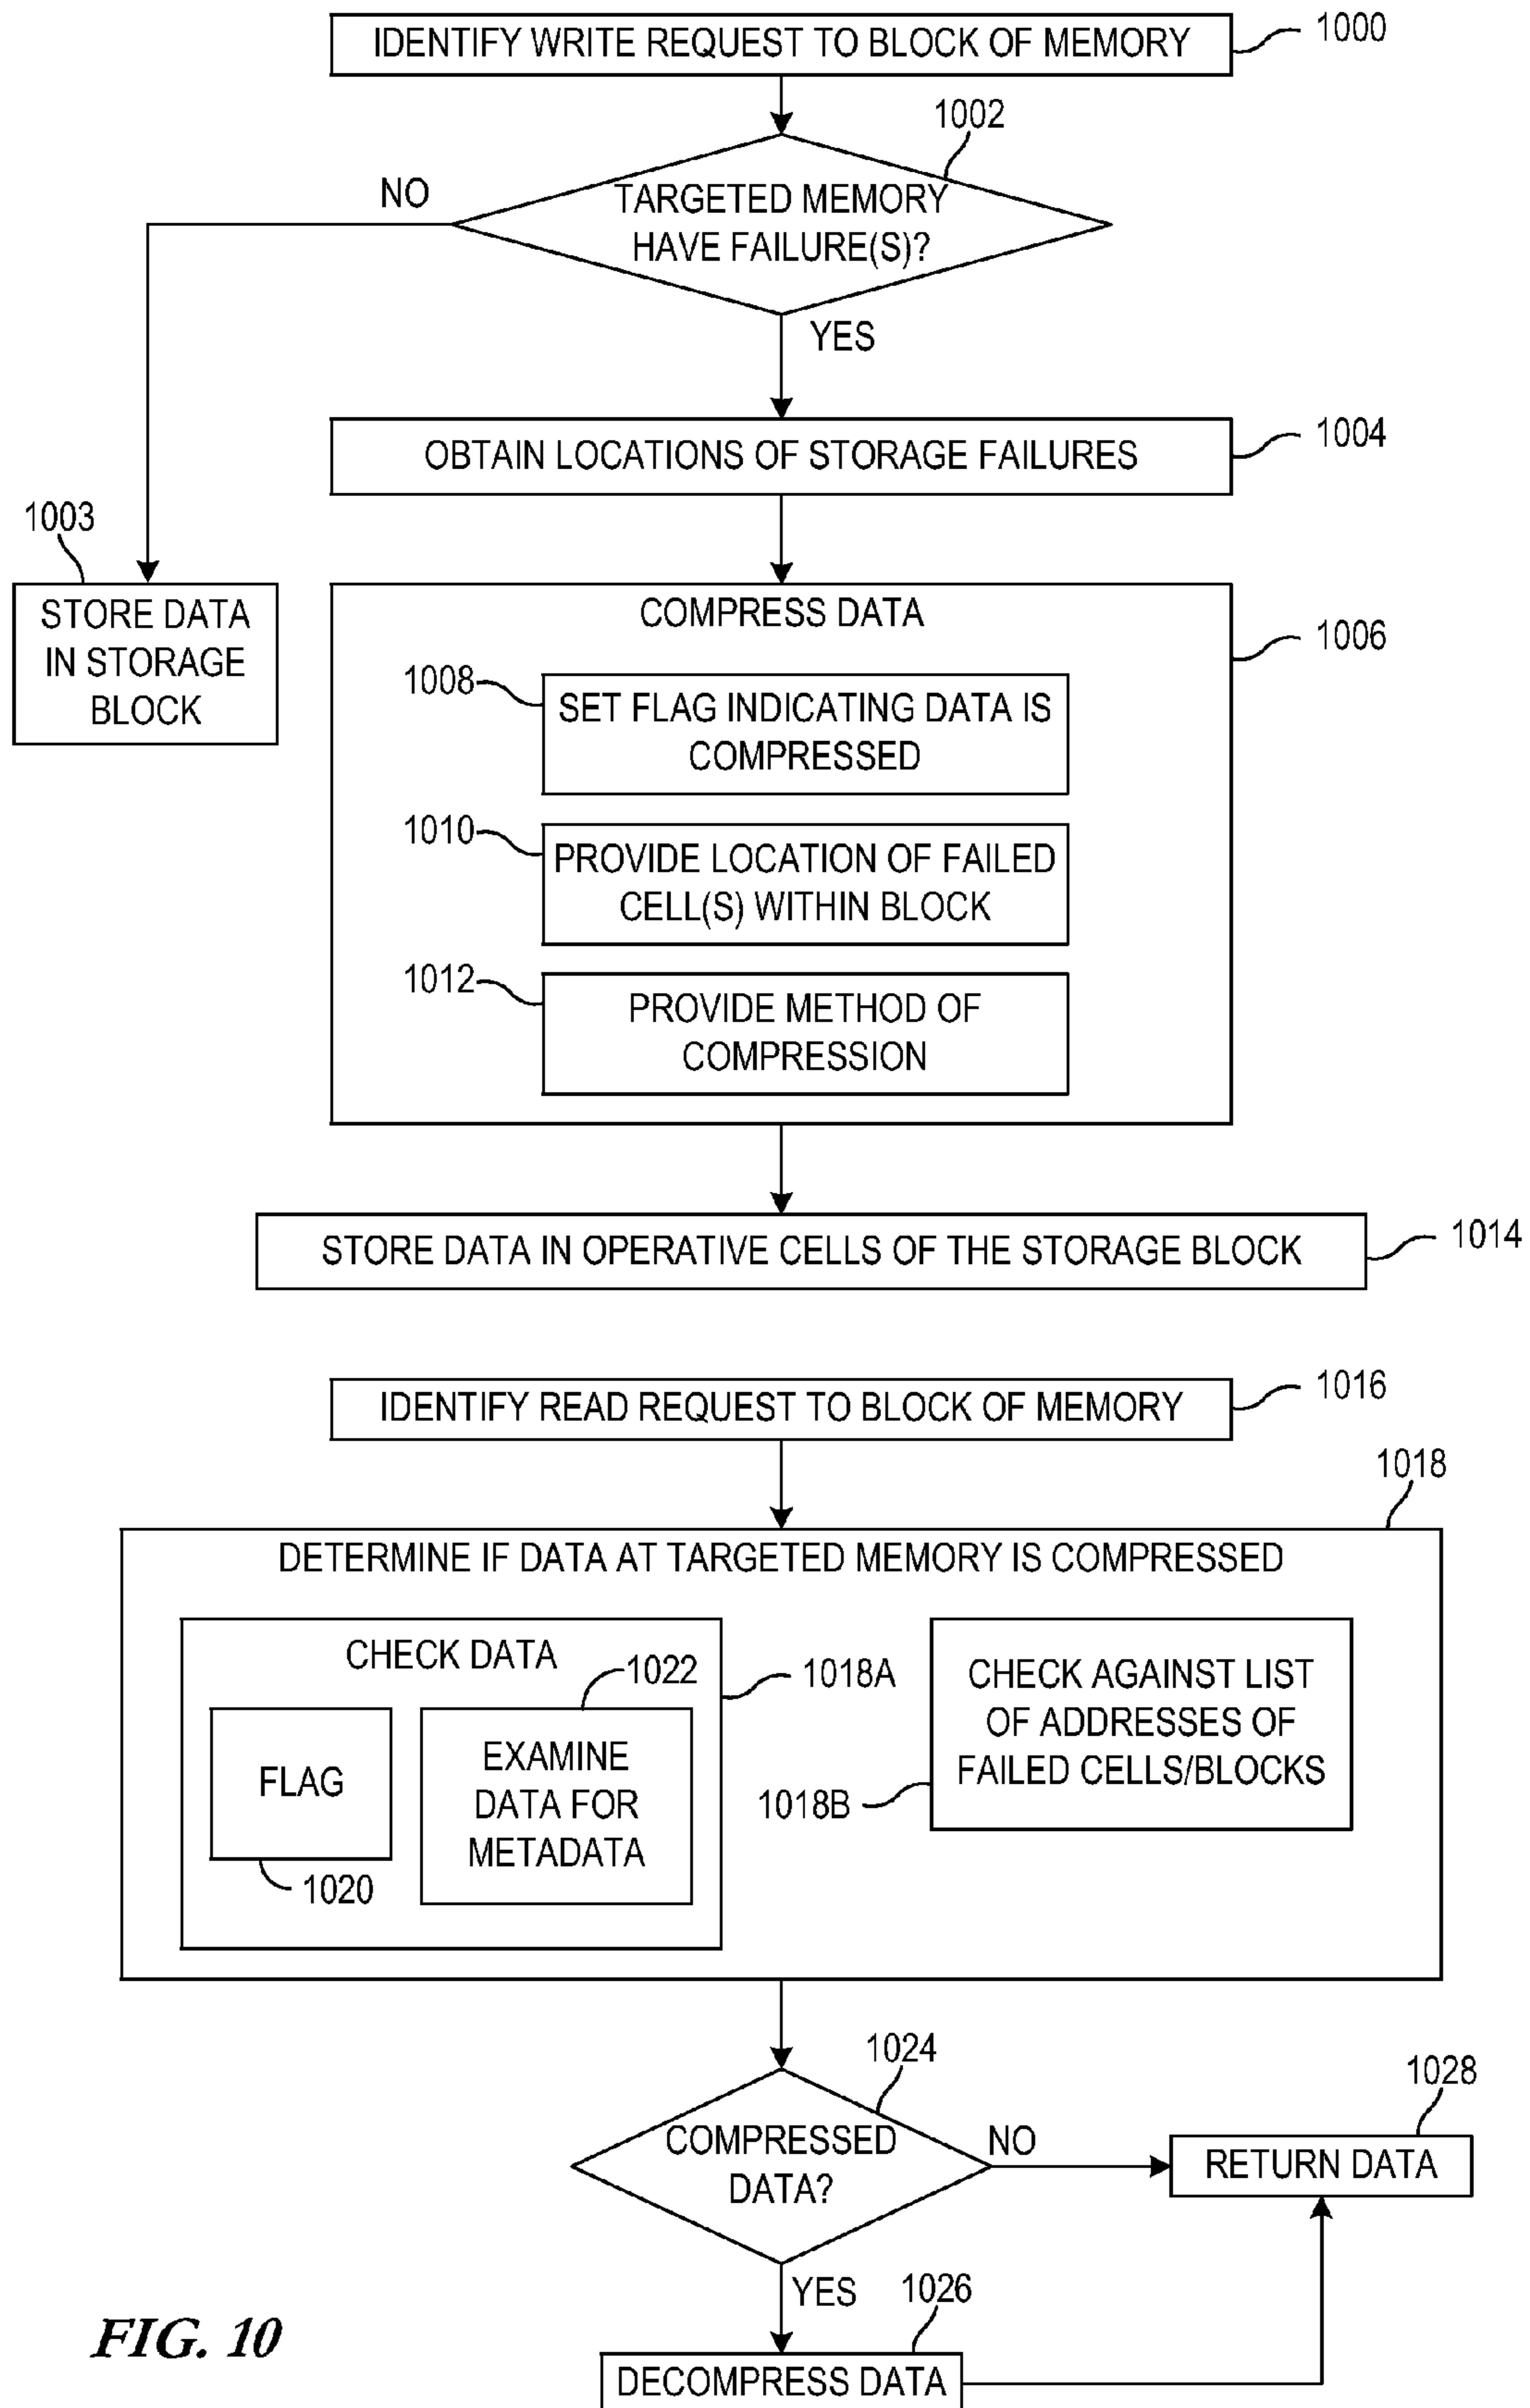 IDENTIFY WRITE REQUEST TO BLOCK OF MEMORY
1000
1002
TARGETED MEMORY
HAVE FAILURE(S)?
NO
YES
OBTAIN LOCATIONS OF STORAGE FAILURES
1004
1003
STORE DATA
IN STORAGE
BLOCK
COMPRESS DATA
1006
1008
SET FLAG INDICATING DATA IS
COMPRESSED
1010
PROVIDE LOCATION OF FAILED
CELL(S) WITHIN BLOCK
1012
PROVIDE METHOD OF
COMPRESSION
STORE DATA IN OPERATIVE CELLS OF THE STORAGE BLOCK
1014
IDENTIFY READ REQUEST TO BLOCK OF MEMORY
1016
1018
DETERMINE IF DATA AT TARGETED MEMORY IS COMPRESSED
CHECK DATA
1018A
1022
FLAG
1020
EXAMINE
DATA FOR
METADATA
CHECK AGAINST LIST
OF ADDRESSES OF
FAILED CELLS/BLOCKS
1018B
1024
COMPRESSED
DATA?
NO
1028
RETURN DATA
YES
1026
DECOMPRESS DATA
FIG. 10